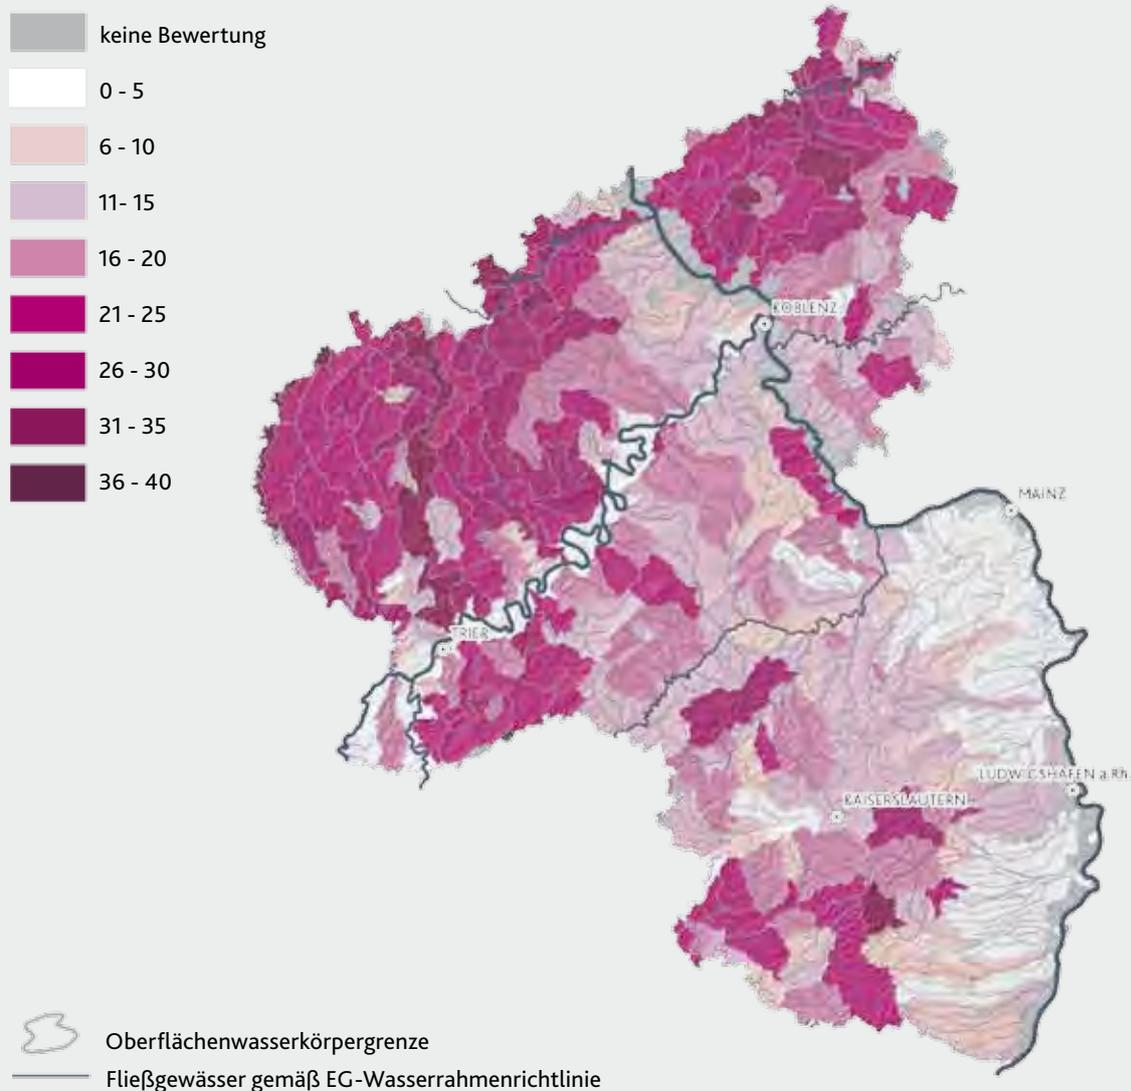 keine Bewertung
0 - 5
6 - 10
11- 15
16 - 20
21 - 25
26 - 30
31 - 35
36 - 40
KOBLENZ
MAINZ
TRIER
LUDWIGSHAFEN a.Rh.
KAISERSLAUTERN
Oberflächenwasserkörpergrenze
Fließgewässer gemäß EG-Wasserrahmenrichtlinie